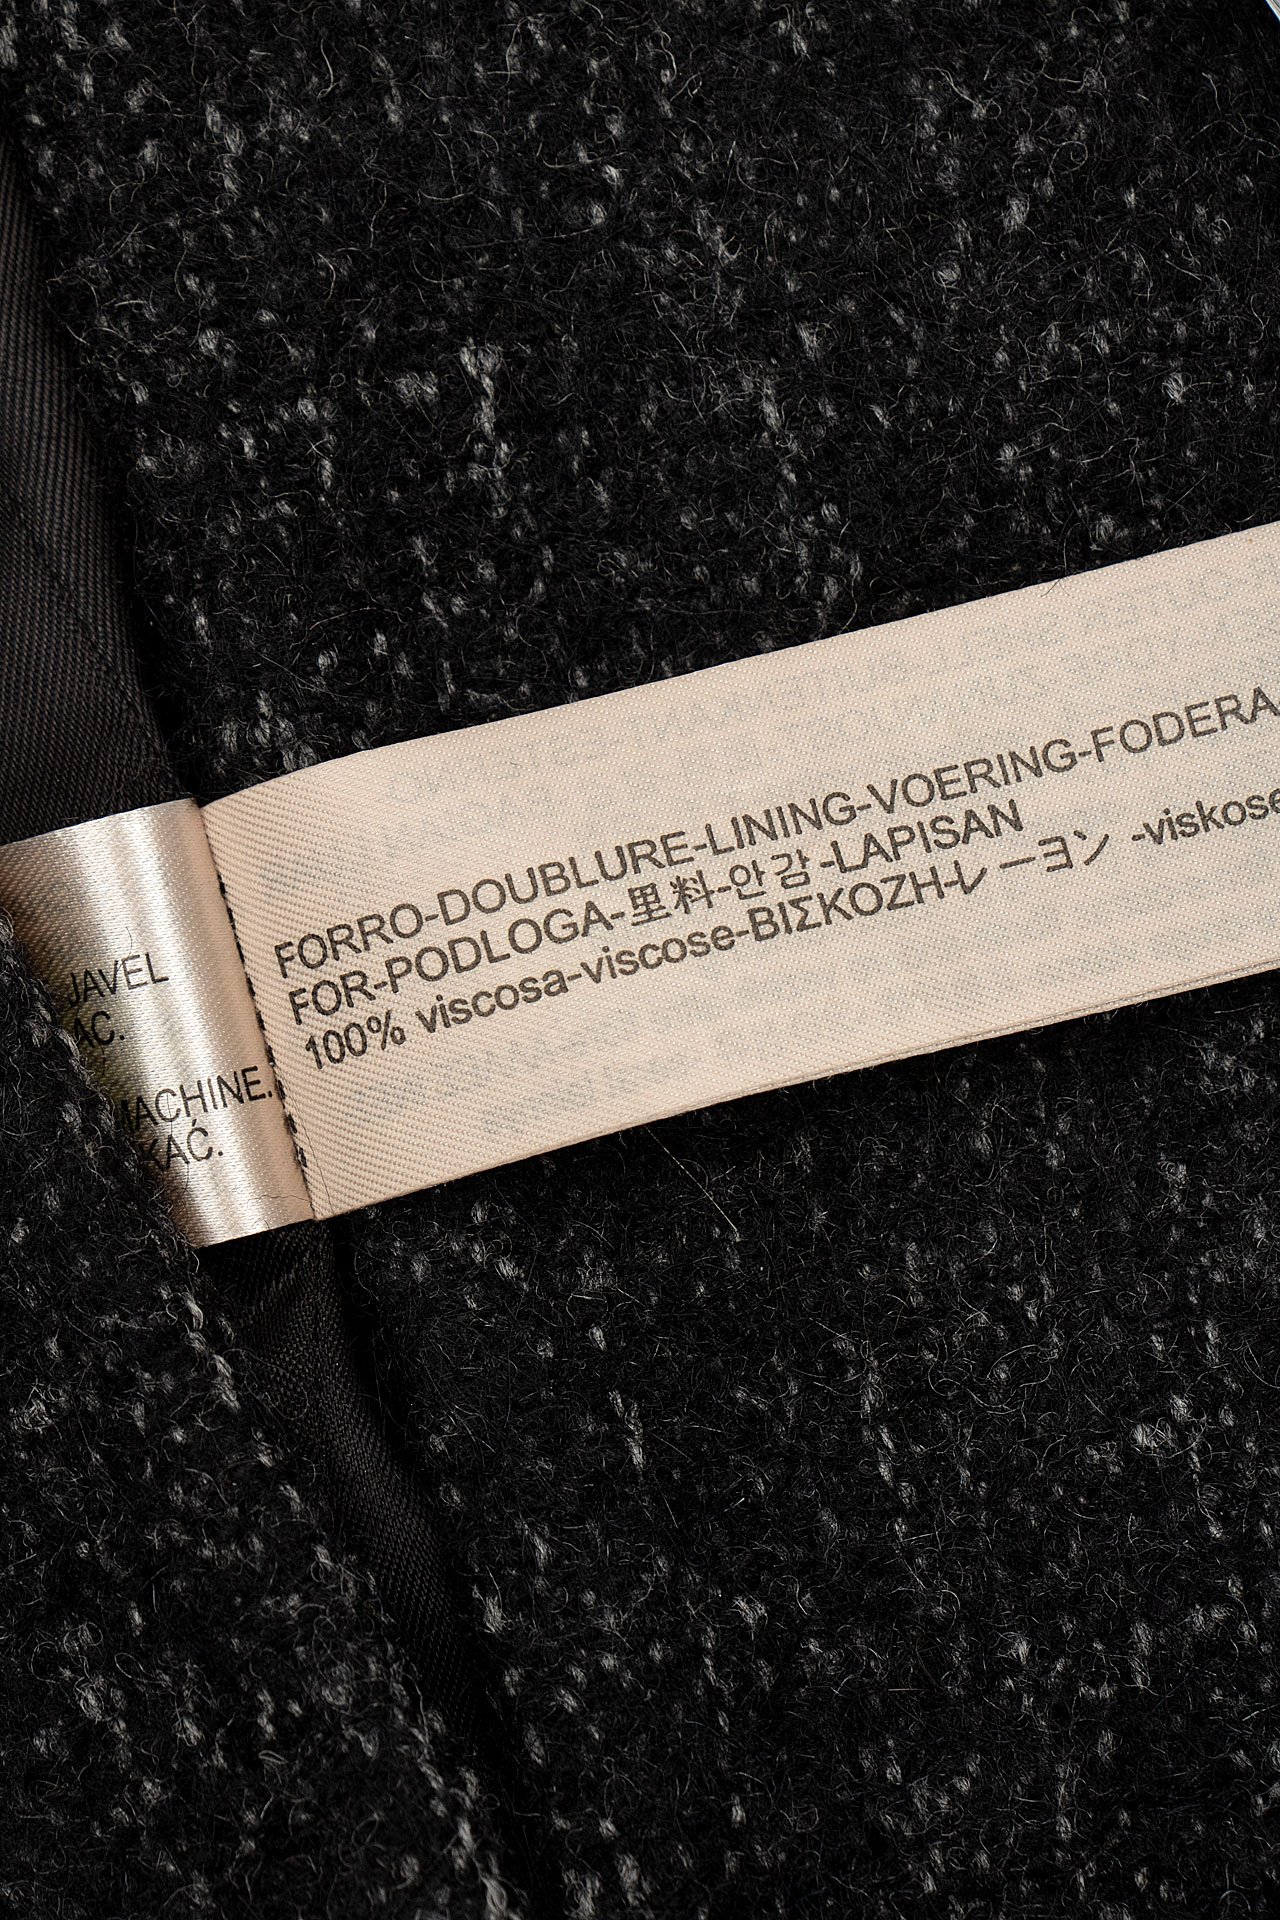 JAVEL
AC.
MACHINE.
KAĆ.
FORRO-DOUBLURE-LINING-VOERING-FODERA
FOR-PODLOGA-里料-안감-LAPISAN
100% viscosa-viscose-ΒΙΣΚΟΖΗ-レーヨン -viskose